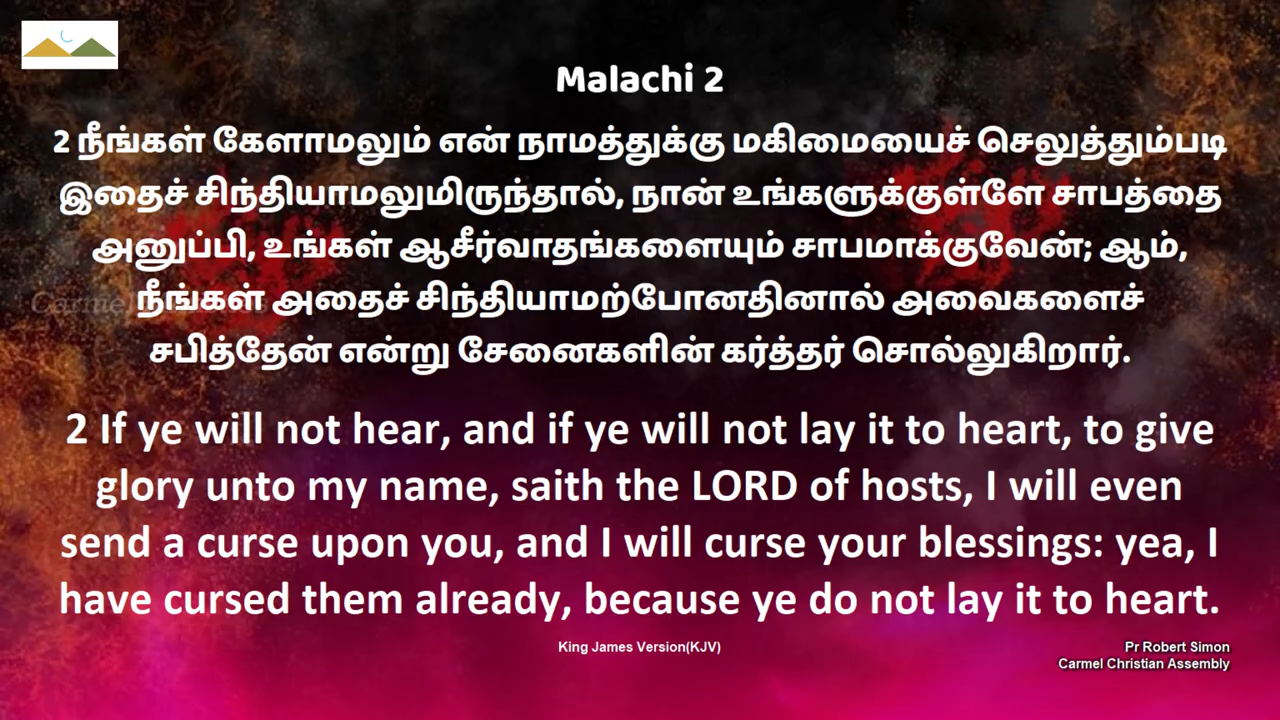 Malachi 2
2 நீங்கள் கேளாமலும் என் நாமத்துக்கு மகிமையைச் செலுத்தும்படி
இதைச் சிந்தியாமலுமிருந்தால், நான் உங்களுக்குள்ளே சாபத்தை
அனுப்பி, உங்கள் ஆசீர்வாதங்களையும் சாபமாக்குவேன்; ஆம்,
நீங்கள் அதைச் சிந்தியாமற்போனதினால் அவைகளைச்
சபித்தேன் என்று சேனைகளின் கர்த்தர் சொல்லுகிறார்.
2 If ye will not hear, and if ye will not lay it to heart, to give
glory unto my name, saith the LORD of hosts, I will even
send a curse upon you, and I will curse your blessings: yea, I
have cursed them already, because ye do not lay it to heart.
King James Version(KJV)
Pr Robert Simon
Carmel Christian Assembly